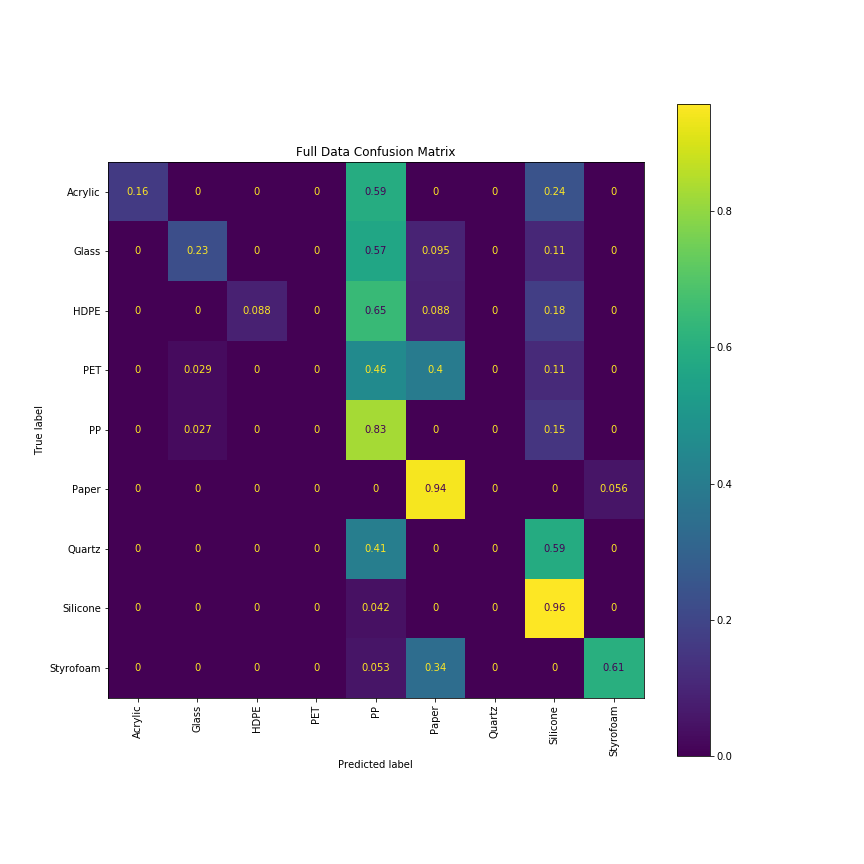 Full Data Confusion Matrix
Acrylic 0.16 0 0 0 0.59 0 0 0.24 0
Glass 0 0.23 0 0 0.57 0.095 0 0.11 0
HDPE 0 0 0.088 0 0.65 0.088 0 0.18 0
PET 0 0.029 0 0 0.46 0.4 0 0.11 0
PP 0 0.027 0 0 0.83 0 0 0.15 0
Paper 0 0 0 0 0 0.94 0 0 0.056
Quartz 0 0 0 0 0.41 0 0 0.59 0
Silicone 0 0 0 0 0.042 0 0 0.96 0
Styrofoam 0 0 0 0 0.053 0.34 0 0 0.61
Acrylic Glass HDPE PET PP Paper Quartz Silicone Styrofoam
Predicted label
True label
0.8
0.6
0.4
0.2
0.0